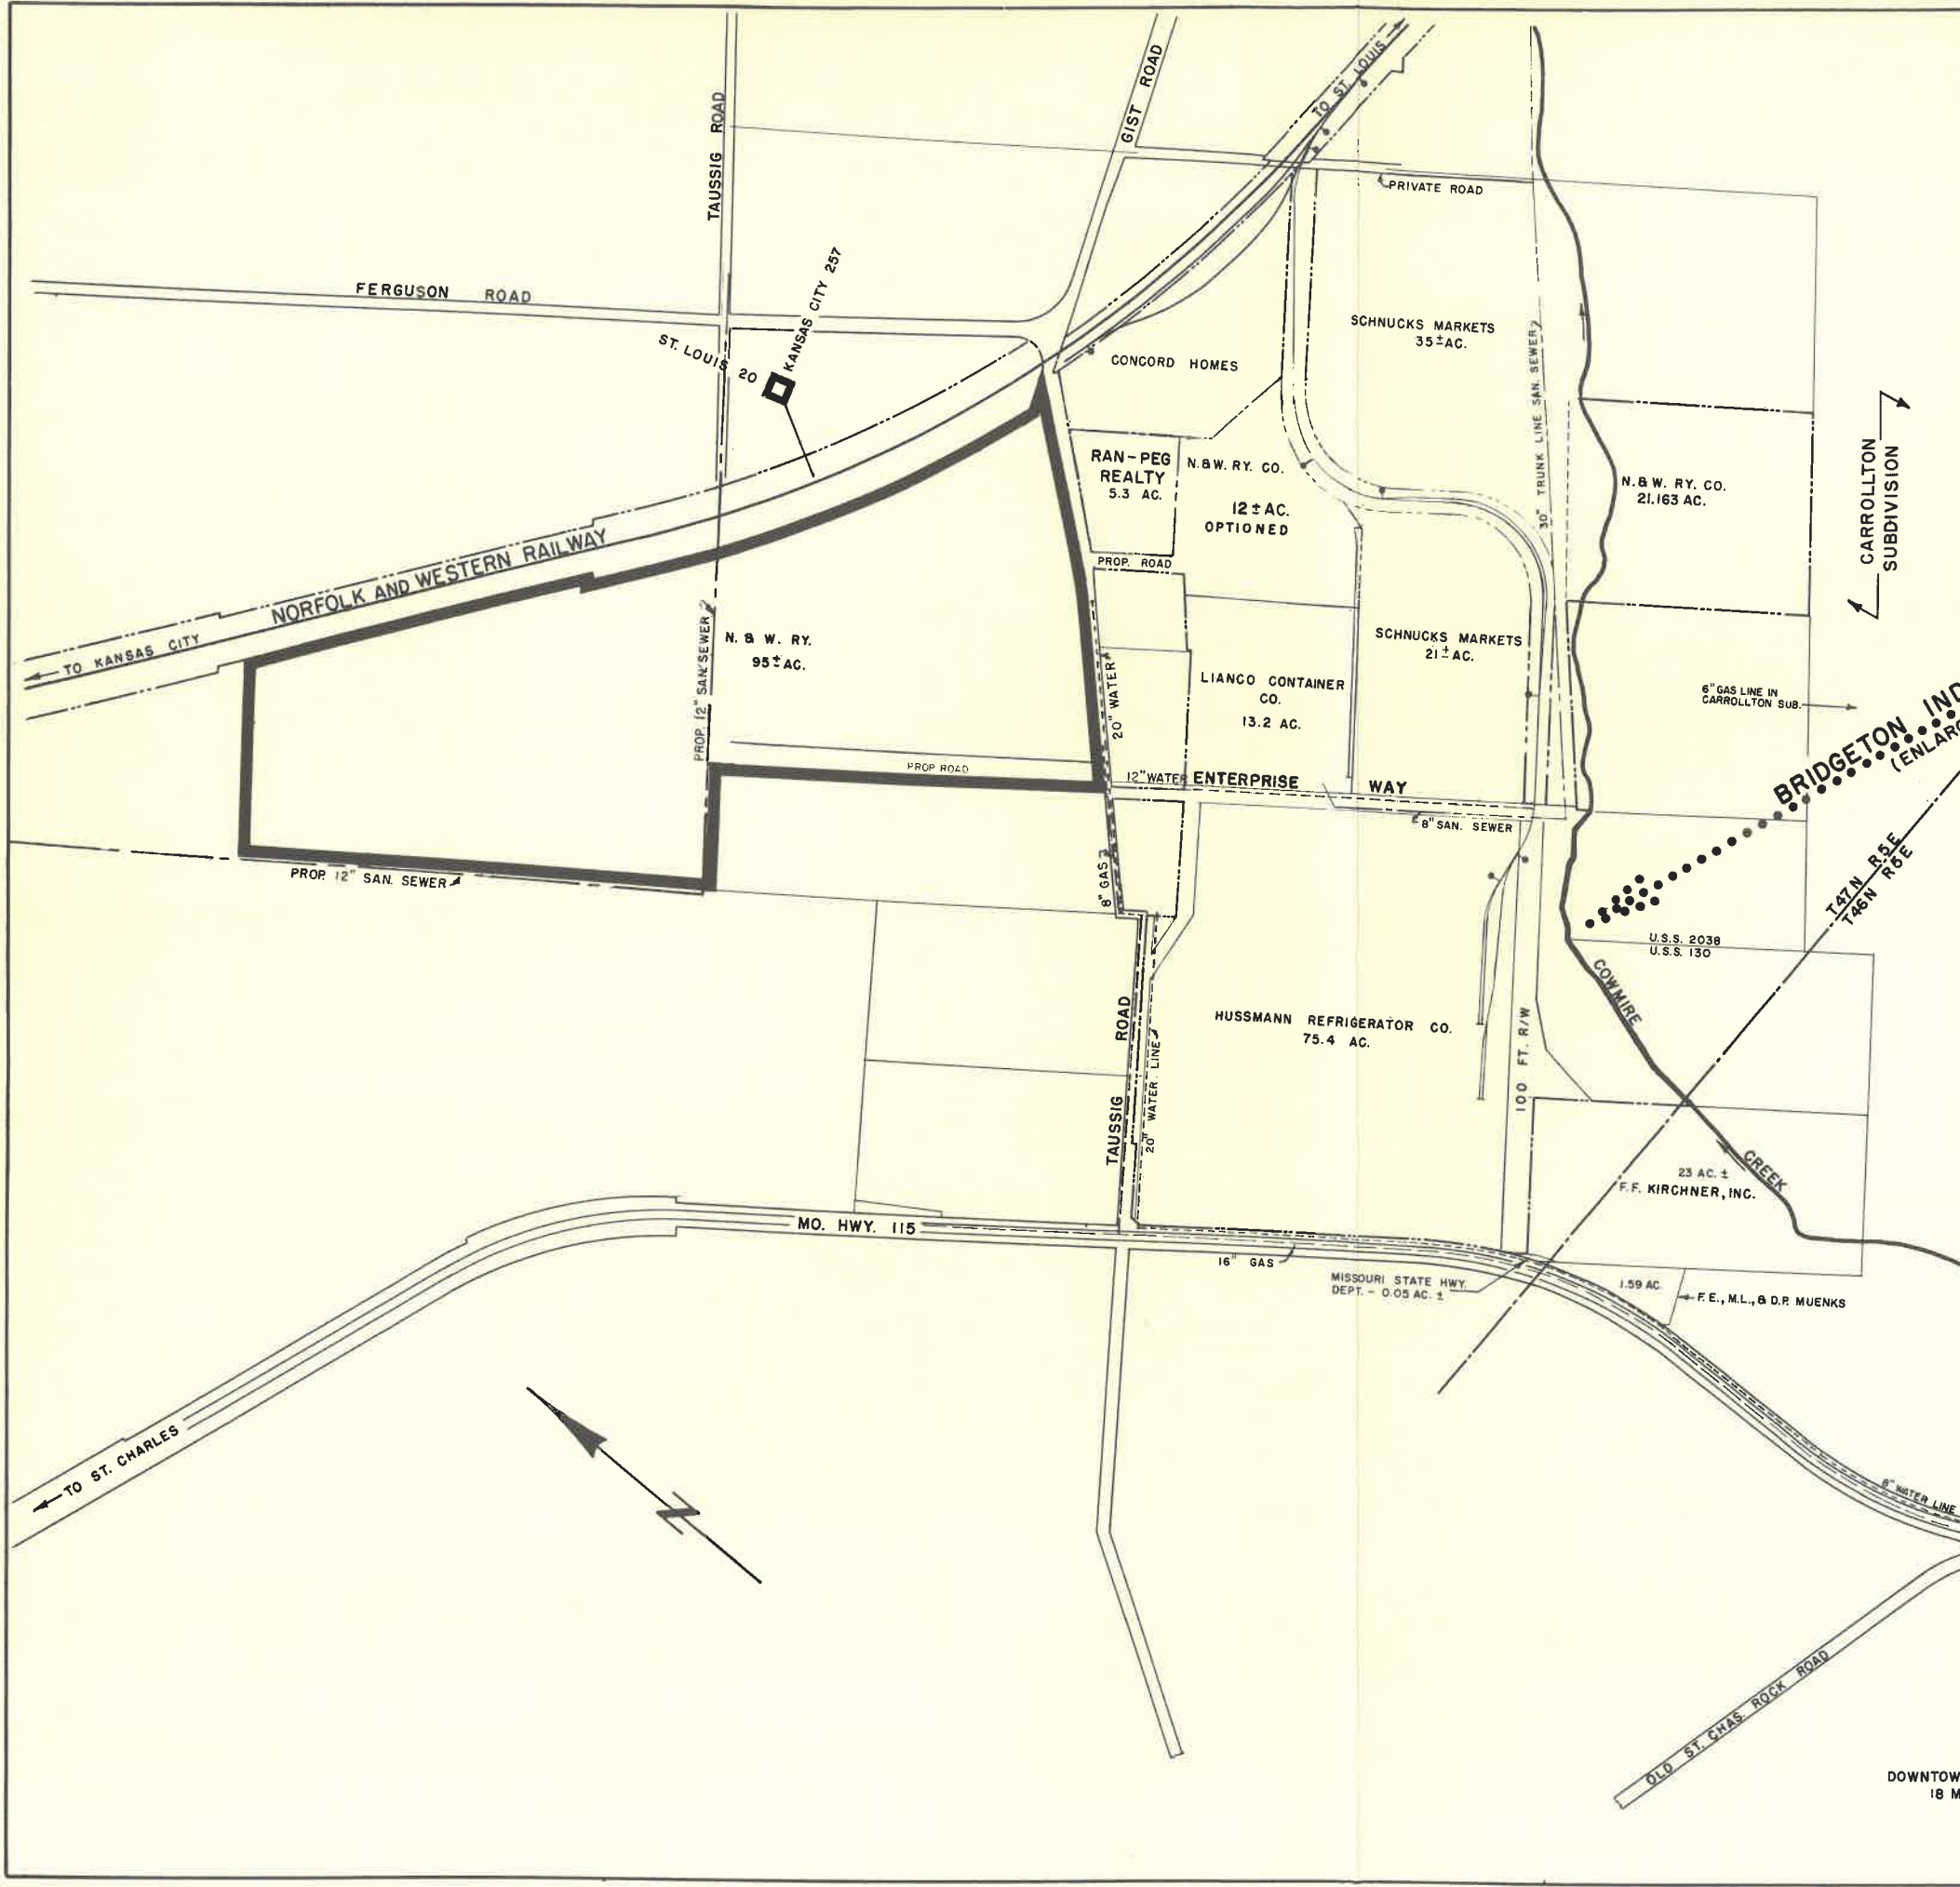 TAUSSIG ROAD
GIST ROAD
TO ST. LOUIS
PRIVATE ROAD
FERGUSON ROAD
ST. LOUIS 20
KANSAS CITY 257
CONCORD HOMES
SCHNUCKS MARKETS
35± AC.
30" TRUNK LINE SAN. SEWER
RAN-PEG
REALTY
5.3 AC.
N.&W. RY. CO.
12± AC.
OPTIONED
N.&W. RY. CO.
21.163 AC.
CARROLLTON
SUBDIVISION
NORFOLK AND WESTERN RAILWAY
TO KANSAS CITY
PROP. ROAD
PROP. 12" SAN. SEWER
N. & W. RY.
95± AC.
SCHNUCKS MARKETS
21± AC.
20" WATER
LIANCO CONTAINER
CO.
13.2 AC.
6" GAS LINE IN
CARROLLTON SUB.
BRIDGETON IND
(ENLARG
PROP. ROAD
12" WATER
ENTERPRISE WAY
8" SAN. SEWER
PROP. 12" SAN. SEWER
8" GAS
T47N R5E
T46N R5E
U.S.S. 2038
U.S.S. 130
COWMIRE
CREEK
HUSSMANN REFRIGERATOR CO.
75.4 AC.
100 FT. R/W
TAUSSIG ROAD
20" WATER LINE
23 AC. ±
F.F. KIRCHNER, INC.
MO. HWY. 115
16" GAS
MISSOURI STATE HWY.
DEPT. - 0.05 AC. ±
1.59 AC.
F.E., M.L., & D.P. MUENKS
TO ST. CHARLES
N
8" WATER LINE
OLD ST. CHAS. ROCK ROAD
DOWNTOW
18 M